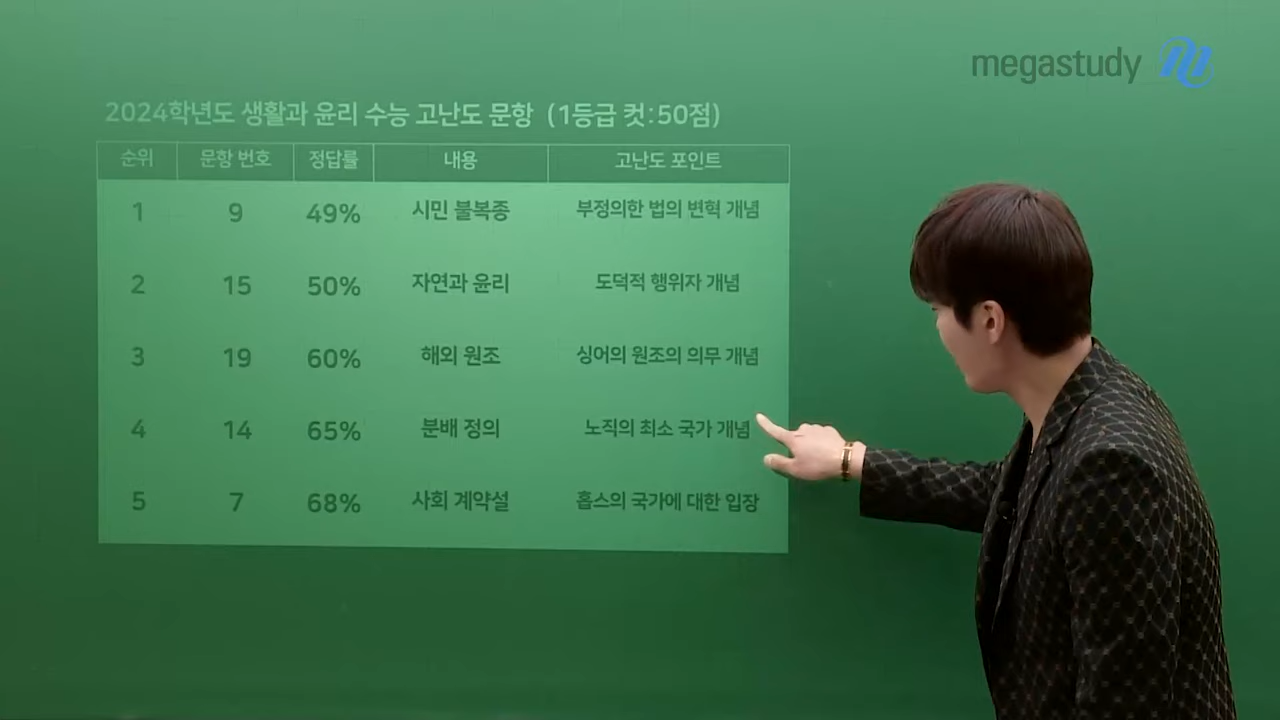 megastudy
2024학년도 생활과 윤리 수능 고난도 문항 (1등급 컷:50점)
순위 문항 번호 정답률 내용 고난도 포인트
1 9 49% 시민 불복종 부정의한 법의 변혁 개념
2 15 50% 자연과 윤리 도덕적 행위자 개념
3 19 60% 해외 원조 싱어의 원조의 의무 개념
4 14 65% 분배 정의 노직의 최소 국가 개념
5 7 68% 사회 계약설 홉스의 국가에 대한 입장